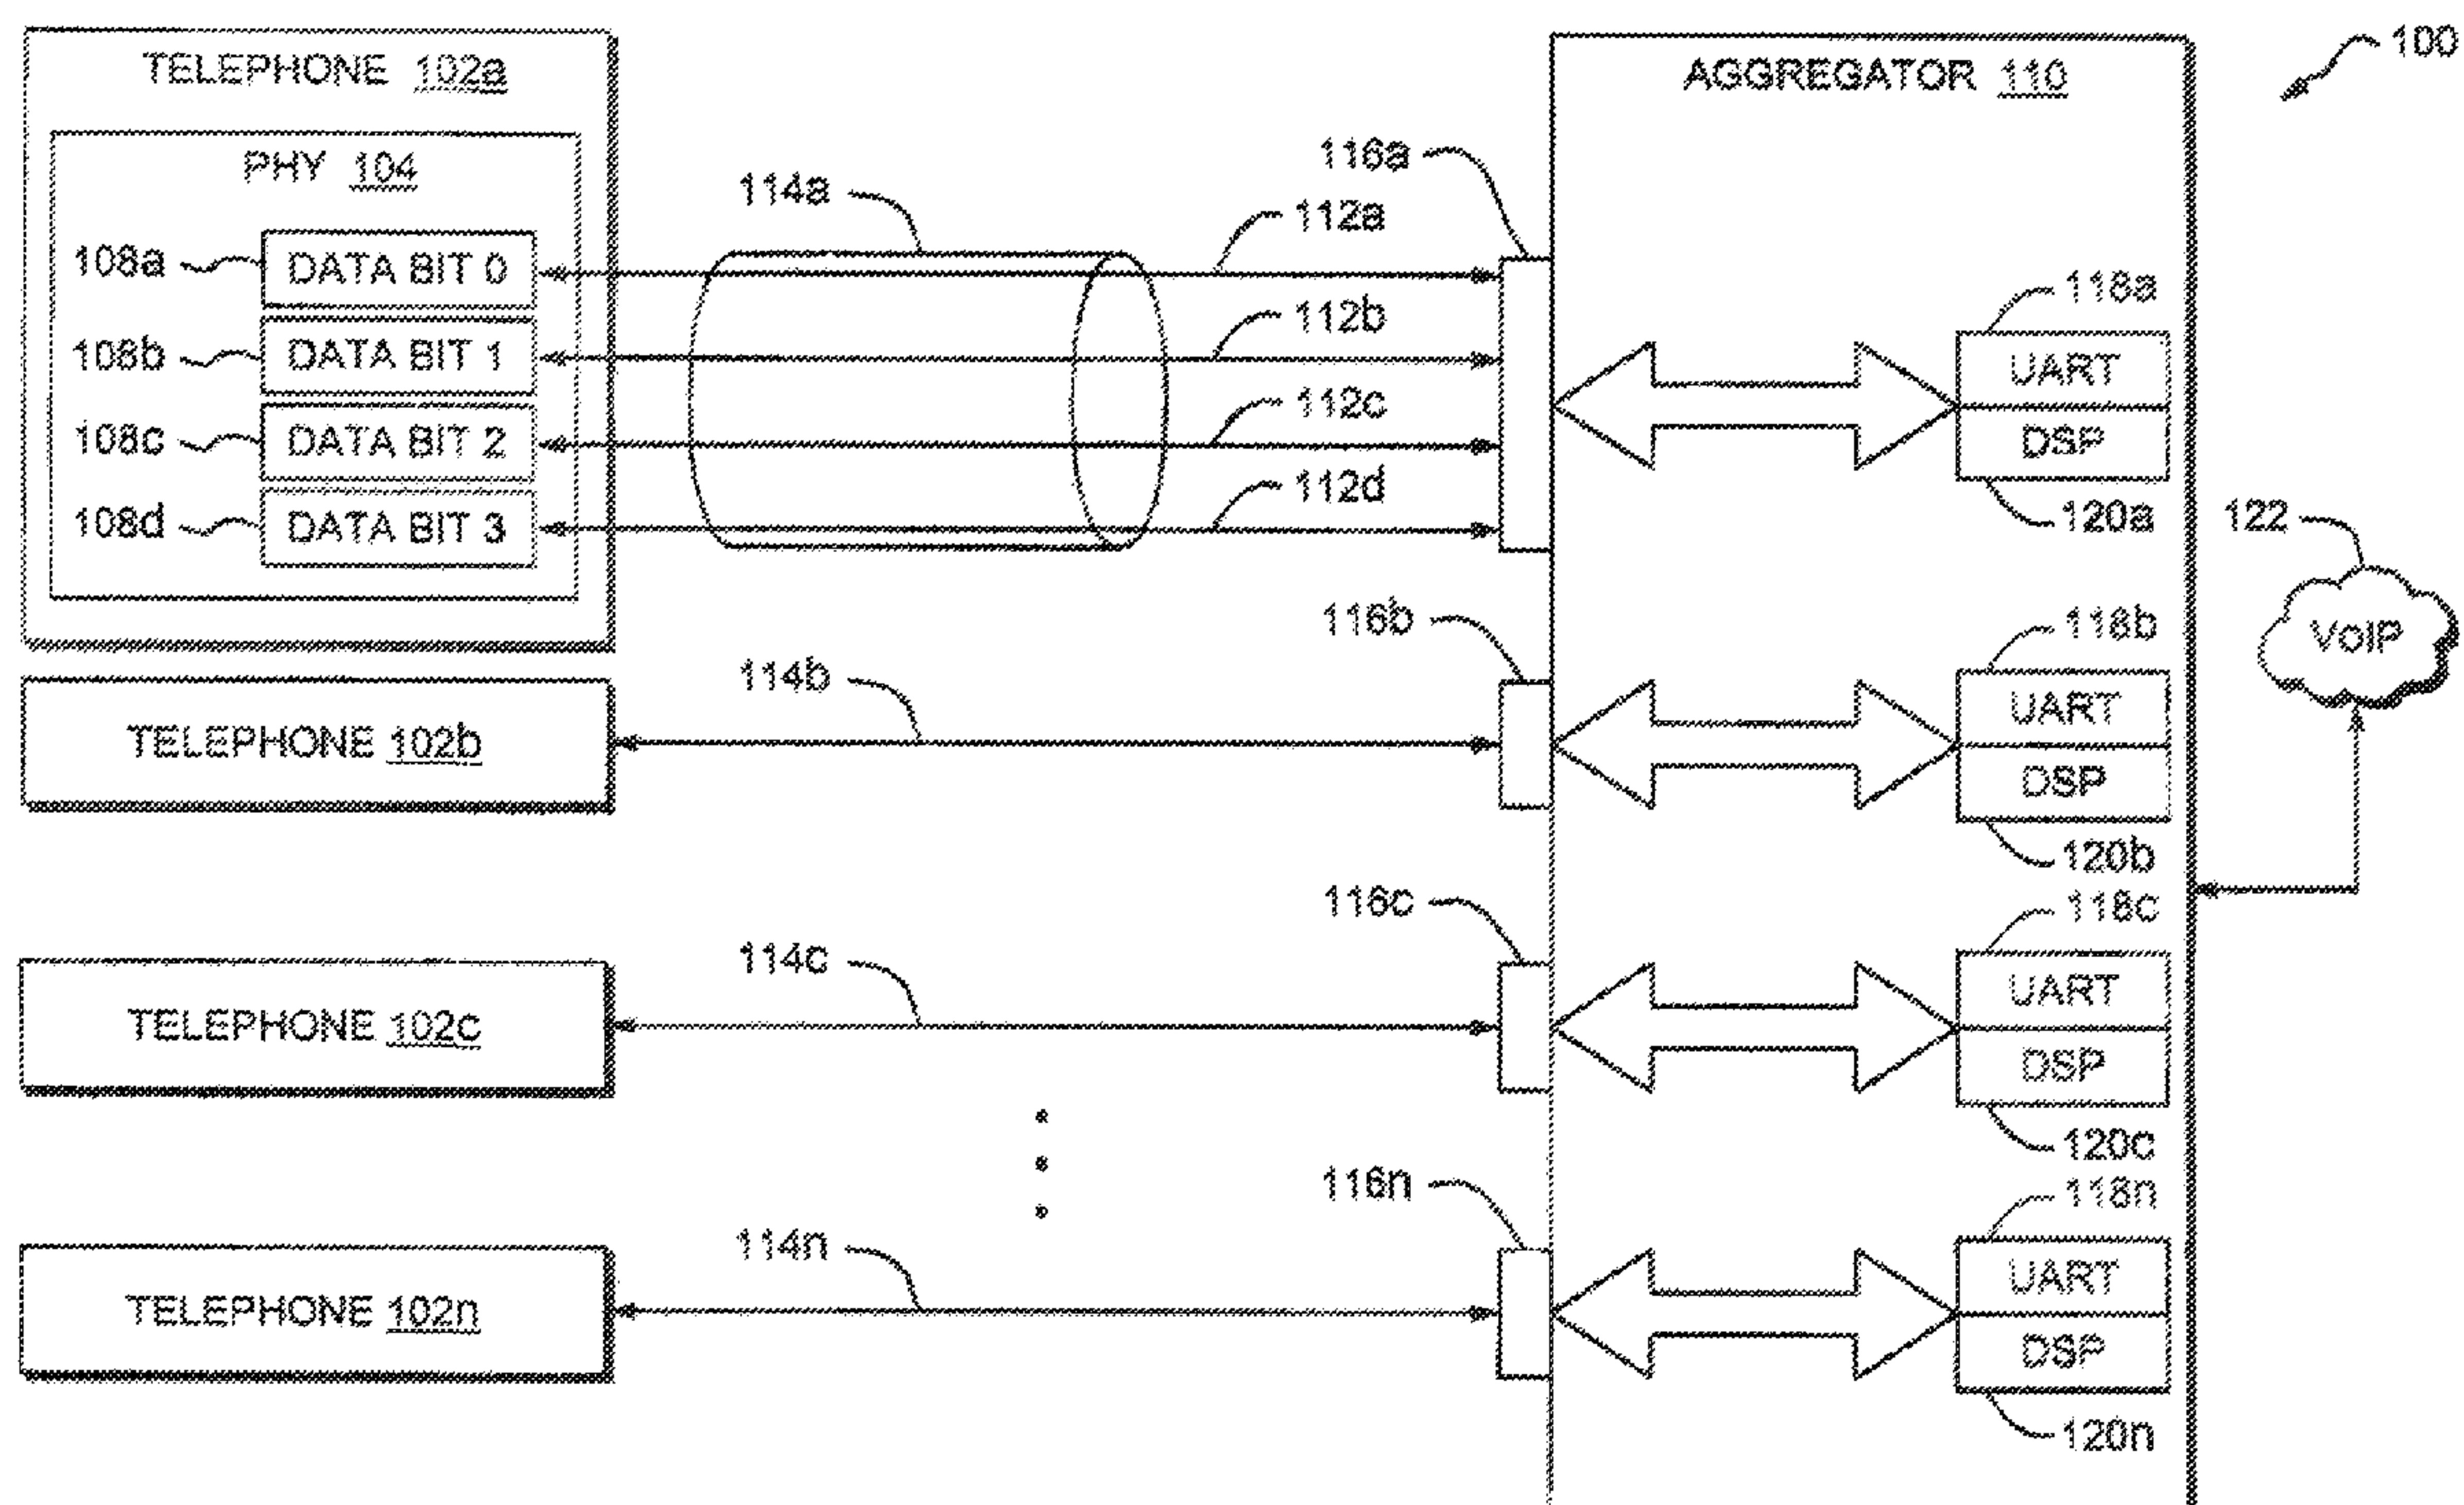 100
TELEPHONE 102a
AGGREGATOR 110
PHY 104
116a
114a
112a
108a
DATA BIT 0
112b
118a
108b
DATA BIT 1
UART
112c
108c
DATA BIT 2
DSP
112d
108d
DATA BIT 3
120a
122
116b
118b
VoIP
114b
UART
TELEPHONE 102b
DSP
120b
116c
118c
114c
UART
TELEPHONE 102c
DSP
120c
116n
118n
114n
UART
TELEPHONE 102n
DSP
120n